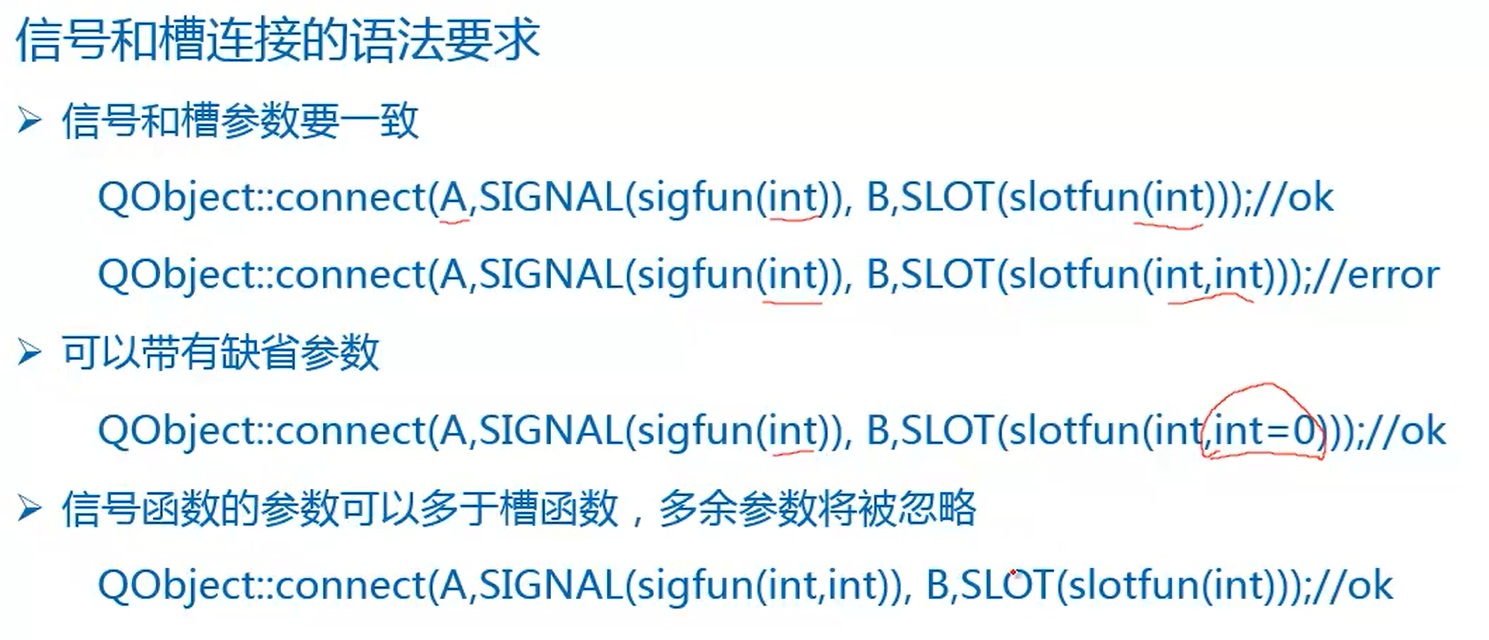 信号和槽连接的语法要求
➢ 信号和槽参数要一致
QObject::connect(A,SIGNAL(sigfun(int)), B,SLOT(slotfun(int)));//ok
QObject::connect(A,SIGNAL(sigfun(int)), B,SLOT(slotfun(int,int)));//error
➢ 可以带有缺省参数
QObject::connect(A,SIGNAL(sigfun(int)), B,SLOT(slotfun(int,int=0)));//ok
➢ 信号函数的参数可以多于槽函数，多余参数将被忽略
QObject::connect(A,SIGNAL(sigfun(int,int)), B,SLOT(slotfun(int)));//ok